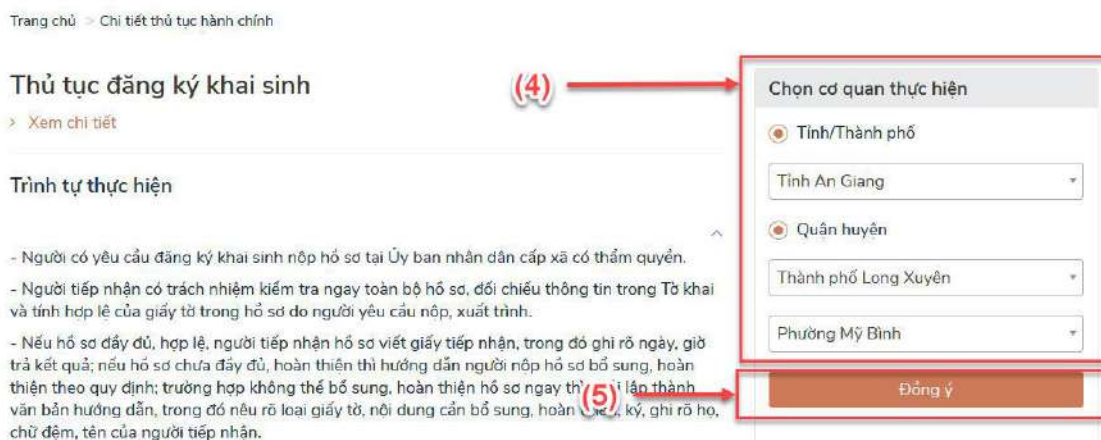 Trang chủ > Chi tiết thủ tục hành chính
Thủ tục đăng ký khai sinh
> Xem chi tiết
Trình tự thực hiện
- Người có yêu cầu đăng ký khai sinh nộp hồ sơ tại Ủy ban nhân dân cấp xã có thẩm quyền.
- Người tiếp nhận có trách nhiệm kiểm tra ngay toàn bộ hồ sơ, đối chiếu thông tin trong Tờ khai
và tính hợp lệ của giấy tờ trong hồ sơ do người yêu cầu nộp, xuất trình.
- Nếu hồ sơ đầy đủ, hợp lệ, người tiếp nhận hồ sơ viết giấy tiếp nhận, trong đó ghi rõ ngày, giờ
trả kết quả; nếu hồ sơ chưa đầy đủ, hoàn thiện thì hướng dẫn người nộp hồ sơ bổ sung, hoàn
thiện theo quy định; trường hợp không thể bổ sung, hoàn thiện hồ sơ ngay lập thành
văn bản hướng dẫn, trong đó nêu rõ loại giấy tờ, nội dung cần bổ sung, hoàn ký, ghi rõ họ,
chữ đệm, tên của người tiếp nhận.
(4)
Chọn cơ quan thực hiện
Tỉnh/Thành phố
Tỉnh An Giang
Quận huyện
Thành phố Long Xuyên
Phường Mỹ Bình
(5)
Đồng ý